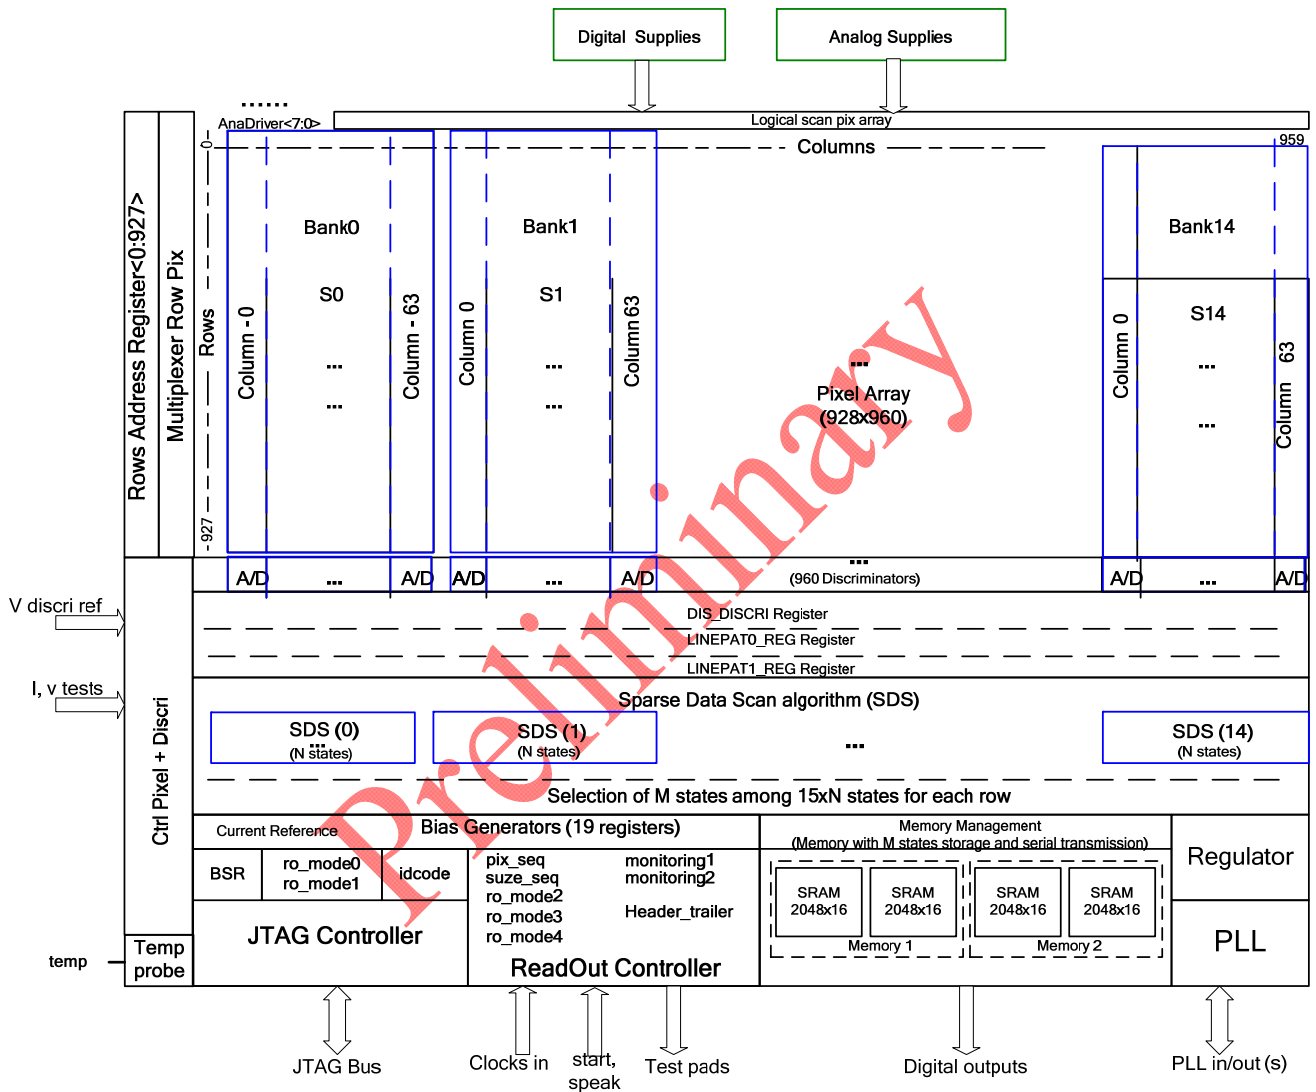 Digital Supplies
Analog Supplies
......
AnaDriver<7:0>
Logical scan pix array
Rows Address Register<0:927>
Multiplexer Row Pix
0
Rows
927
Columns
959
Bank0
S0
...
...
Column - 0
Column - 63
Bank1
S1
...
...
Column 0
Column 63
...
Pixel Array
(928x960)
Bank14
S14
...
...
Column 0
Column 63
A/D
...
A/D
A/D
...
A/D
...
(960 Discriminators)
A/D
...
A/D
V discri ref
I, v tests
Ctrl Pixel + Discri
DIS_DISCRI Register
LINEPAT0_REG Register
LINEPAT1_REG Register
Sparse Data Scan algorithm (SDS)
SDS (0)
...
(N states)
SDS (1)
...
(N states)
...
SDS (14)
(N states)
Selection of M states among 15xN states for each row
Current Reference
Bias Generators (19 registers)
BSR
ro_mode0
ro_mode1
idcode
JTAG Controller
pix_seq
suze_seq
ro_mode2
ro_mode3
ro_mode4
monitoring1
monitoring2
Header_trailer
ReadOut Controller
Memory Management
(Memory with M states storage and serial transmission)
SRAM
2048x16
SRAM
2048x16
Memory 1
SRAM
2048x16
SRAM
2048x16
Memory 2
Regulator
PLL
temp
Temp
probe
JTAG Bus
Clocks in
start,
speak
Test pads
Digital outputs
PLL in/out (s)
Preliminary